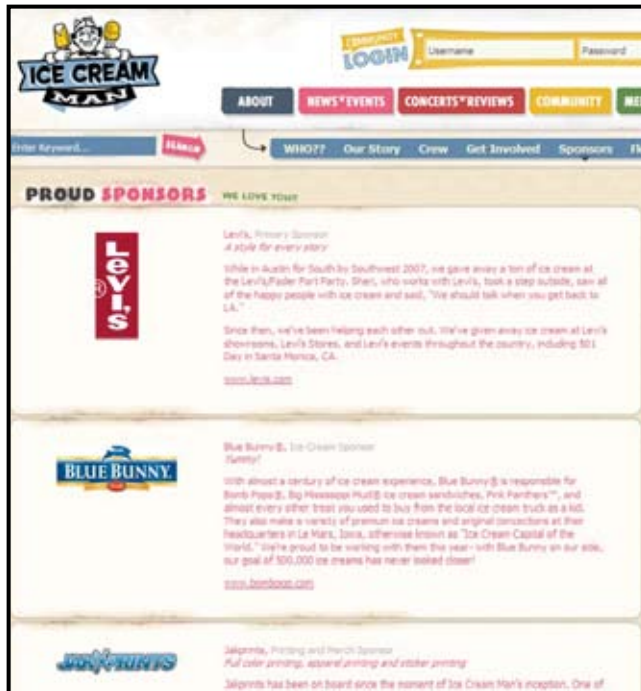 ICE CREAM
MAN
COMMUNITY
LOGIN
Username
Password
ABOUT
NEWS*EVENTS
CONCERTS*REVIEWS
COMMUNITY
Enter Keyword...
SEARCH
WHO??
Our Story
Crew
Get Involved
Sponsors
PROUD SPONSORS
WE LOVE YOU!!
Levi's
Levi's, Primary Sponsor
A style for every story
While in Austin for South by Southwest 2007, we gave away a ton of ice cream at
the Levi's/Fader Fort Party. Sheri, who works with Levi's, took a step outside, saw all
of the happy people with ice cream and said, "We should talk when you get back to
LA."
Since then, we've been helping each other out. We've given away ice cream at Levi's
showrooms, Levi's Stores, and Levi's events throughout the country, including 501
Day in Santa Monica, CA.
www.levis.com
BLUE BUNNY.
Blue Bunny®, Ice Cream Sponsor
Yummy!
With almost a century of ice cream experience, Blue Bunny® is responsible for
Bomb Pops®, Big Mississippi Mud® ice cream sandwiches, Pink Panthers™, and
almost every other treat you used to buy from the local ice cream truck as a kid.
They also make a variety of premium ice creams and original concoctions at their
headquarters in Le Mars, Iowa, otherwise known as "Ice Cream Capital of the
World." We're proud to be working with them this year--with Blue Bunny on our side,
our goal of 500,000 ice creams has never looked closer!
www.bombpop.com
JAKPRINTS
Jakprints, Printing and Merch Sponsor
Full color printing, apparel printing and sticker printing
Jakprints has been on board since the moment of Ice Cream Man's inception. One of